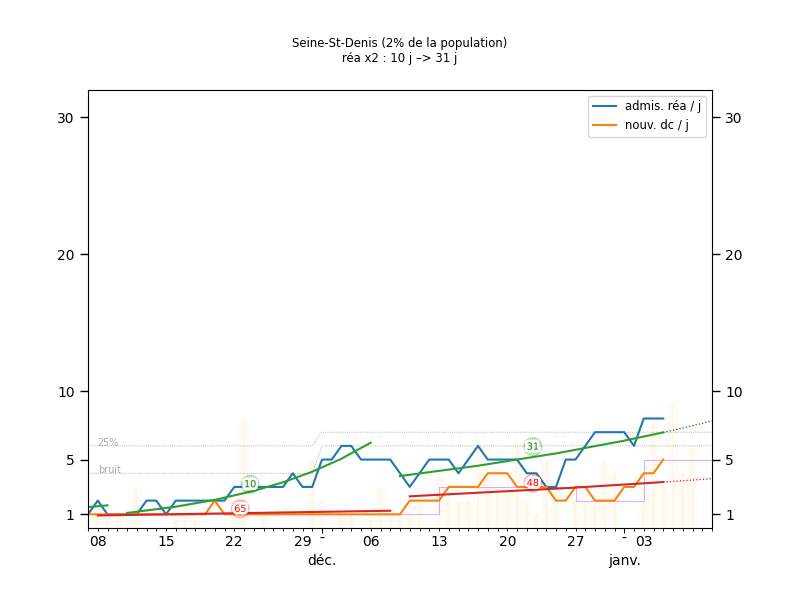 Seine-St-Denis (2% de la population)
réa x2 : 10 j –> 31 j
admis. réa / j
nouv. dc / j
30 30
20 20
10 10
5 5
1 1
25%
bruit
10
65
31
48
08 15 22 29 06 13 20 27 03
déc. janv.